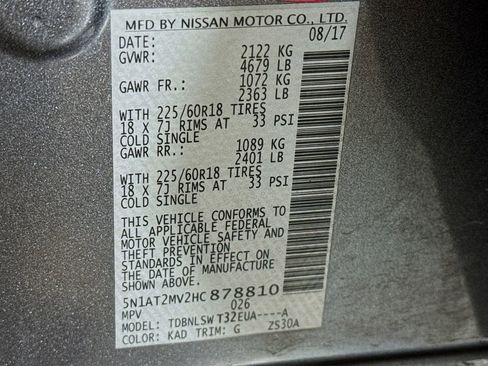 MFD BY NISSAN MOTOR CO., LTD.
DATE: 08/17
GVWR: 2122 KG
4679 LB
GAWR FR.: 1072 KG
2363 LB
WITH 225/60R18 TIRES
18 X 7J RIMS AT 33 PSI
COLD SINGLE
GAWR RR.: 1089 KG
2401 LB
WITH 225/60R18 TIRES
18 X 7J RIMS AT 33 PSI
COLD SINGLE
THIS VEHICLE CONFORMS TO
ALL APPLICABLE FEDERAL
MOTOR VEHICLE SAFETY AND
THEFT PREVENTION
STANDARDS IN EFFECT ON
THE DATE OF MANUFACTURE
SHOWN ABOVE.
5N1AT2MV2HC878810
MPV 026
MODEL: TDBNLSW T32EUA----A
COLOR: KAD TRIM: G ZS30A